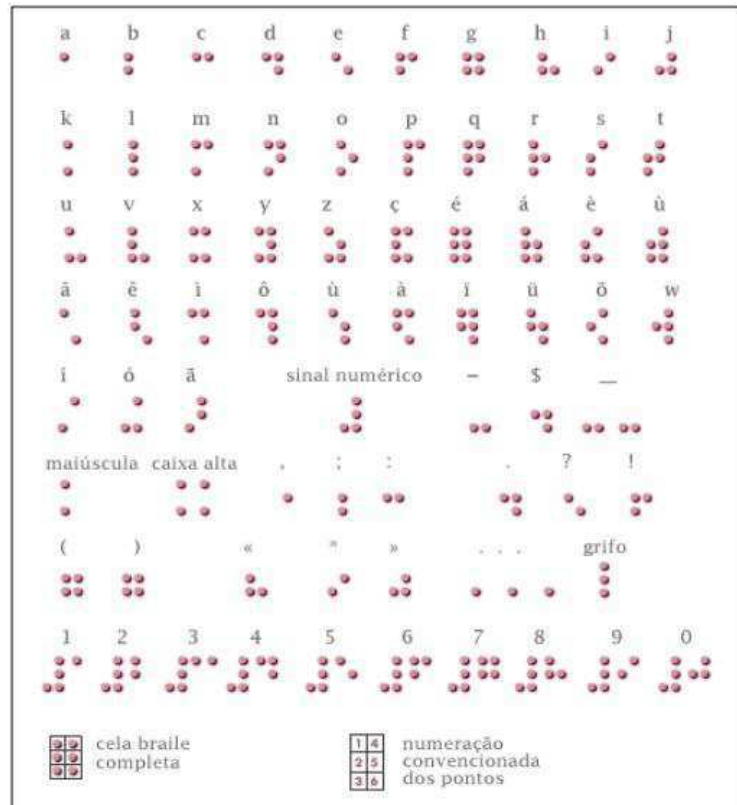 a b c d e f g h i j
k l m n o p q r s t
u v x y z ç é á è ù
â ê ì ô ù à ï ü õ w
í ó ã sinal numérico – $ __
maiúscula caixa alta , ; : . ? !
( ) « " » . . . grifo
1 2 3 4 5 6 7 8 9 0
cela braile
completa
1 4
2 5
3 6
numeração
convencionada
dos pontos